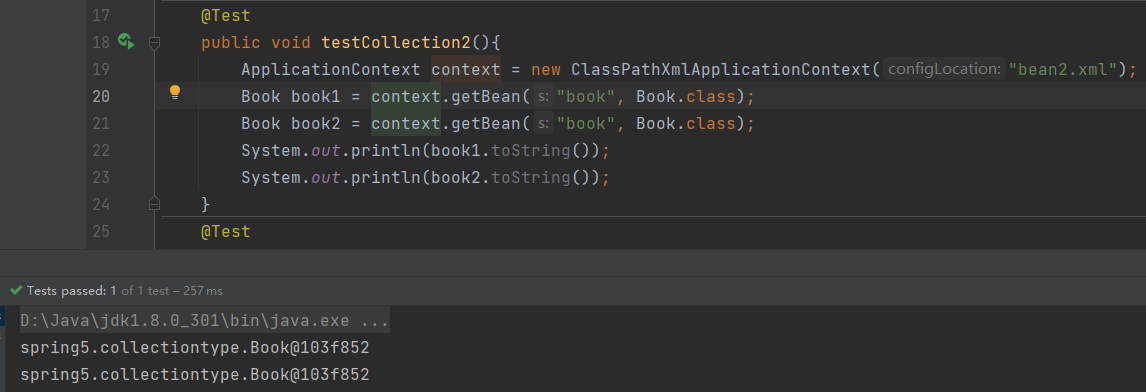 17 @Test
18 public void testCollection2(){
19 ApplicationContext context = new ClassPathXmlApplicationContext( configLocation: "bean2.xml");
20 Book book1 = context.getBean( s: "book", Book.class);
21 Book book2 = context.getBean( s: "book", Book.class);
22 System.out.println(book1.toString());
23 System.out.println(book2.toString());
24 }
25 @Test
Tests passed: 1 of 1 test – 257 ms
D:\Java\jdk1.8.0_301\bin\java.exe ...
spring5.collectiontype.Book@103f852
spring5.collectiontype.Book@103f852